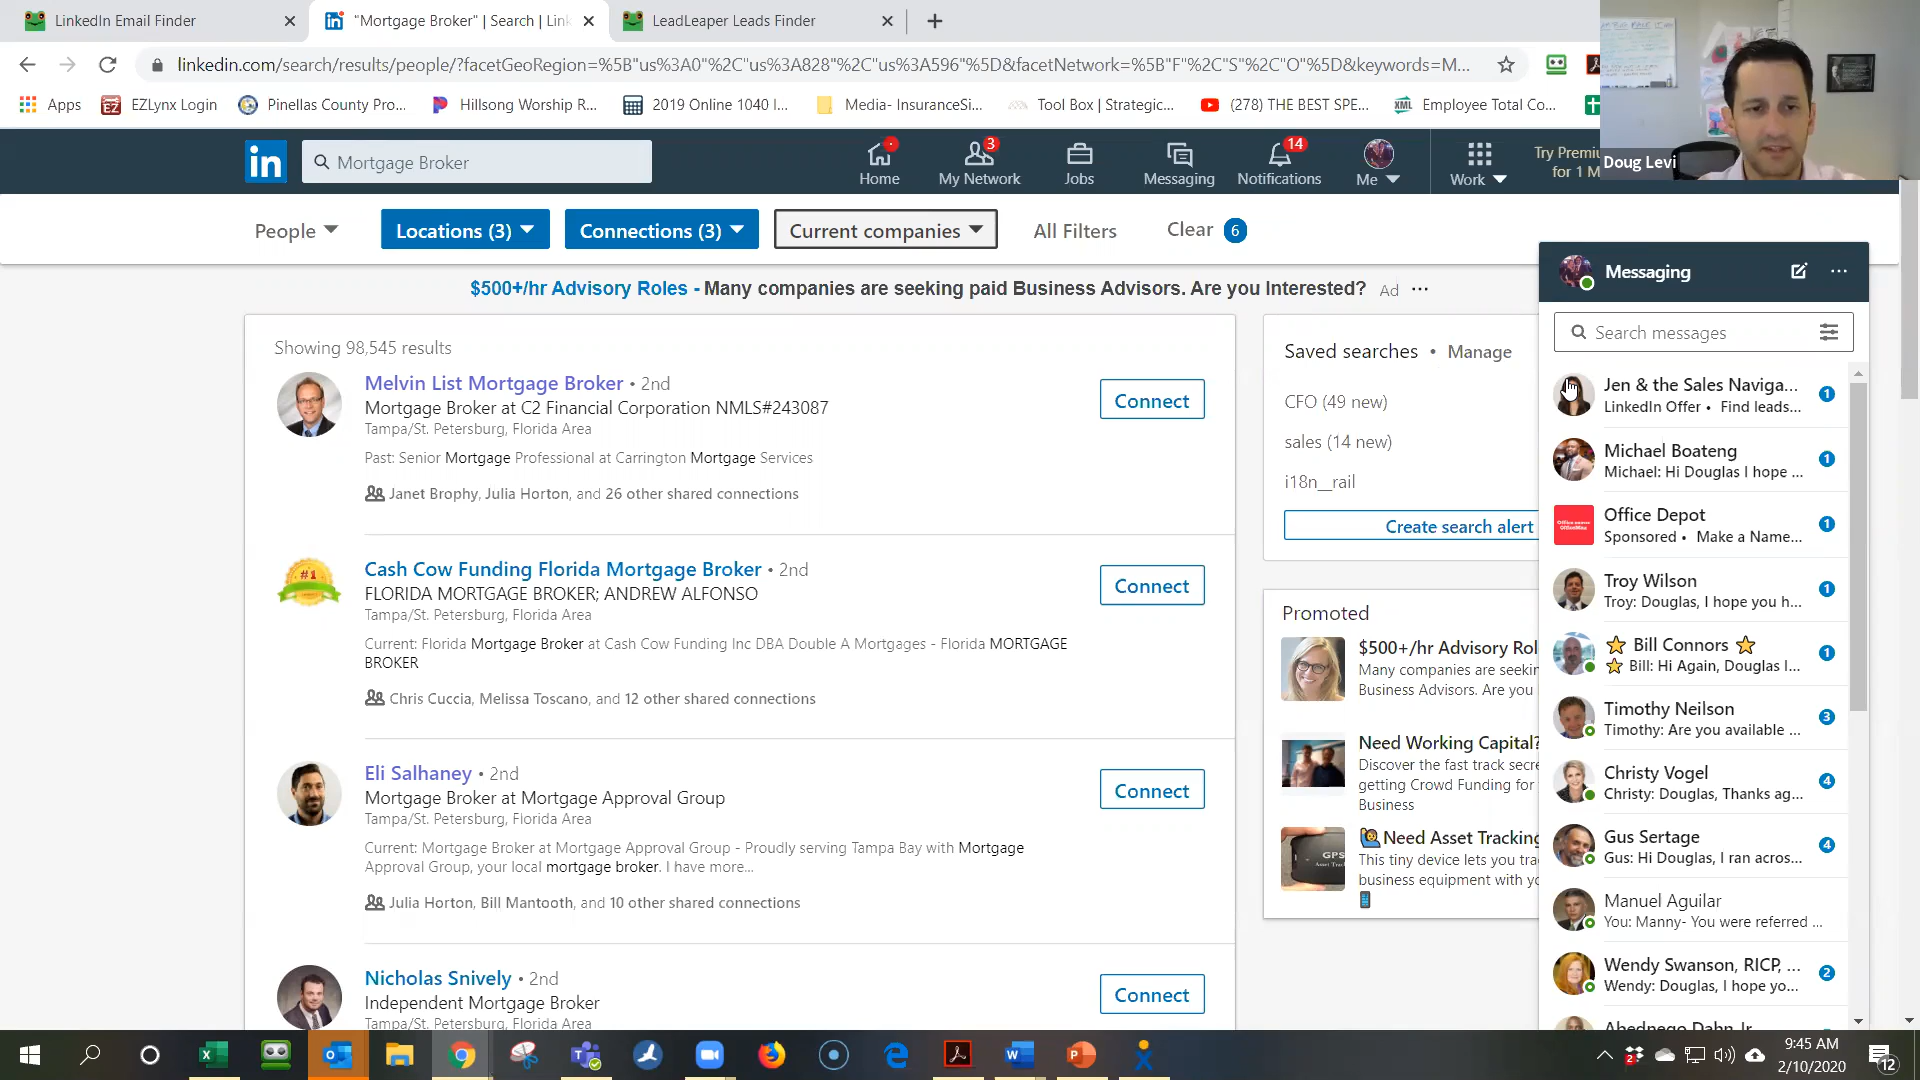 LinkedIn Email Finder
"Mortgage Broker" | Search | Link
LeadLeaper Leads Finder
linkedin.com/search/results/people/?facetGeoRegion=%5B"us%3A0"%2C"us%3A828"%2C"us%3A596"%5D&facetNetwork=%5B"F"%2C"S"%2C"O"%5D&keywords=M...
Apps
EZLynx Login
Pinellas County Pro...
Hillsong Worship R...
2019 Online 1040 I...
Media- InsuranceSi...
Tool Box | Strategic...
(278) THE BEST SPE...
XML
Employee Total Co...
Doug Levi
in
Mortgage Broker
Home
3
My Network
Jobs
Messaging
14
Notifications
Me
Work
Try Premiu
for 1 M
People
Locations (3)
Connections (3)
Current companies
All Filters
Clear 6
$500+/hr Advisory Roles - Many companies are seeking paid Business Advisors. Are you Interested? Ad ...
Showing 98,545 results
Melvin List Mortgage Broker • 2nd
Mortgage Broker at C2 Financial Corporation NMLS#243087
Tampa/St. Petersburg, Florida Area
Past: Senior Mortgage Professional at Carrington Mortgage Services
Janet Brophy, Julia Horton, and 26 other shared connections
Connect
#1
Cash Cow Funding Florida Mortgage Broker • 2nd
FLORIDA MORTGAGE BROKER; ANDREW ALFONSO
Tampa/St. Petersburg, Florida Area
Current: Florida Mortgage Broker at Cash Cow Funding Inc DBA Double A Mortgages - Florida MORTGAGE
BROKER
Chris Cuccia, Melissa Toscano, and 12 other shared connections
Connect
Eli Salhaney • 2nd
Mortgage Broker at Mortgage Approval Group
Tampa/St. Petersburg, Florida Area
Current: Mortgage Broker at Mortgage Approval Group - Proudly serving Tampa Bay with Mortgage
Approval Group, your local mortgage broker. I have more...
Julia Horton, Bill Mantooth, and 10 other shared connections
Connect
Nicholas Snively • 2nd
Independent Mortgage Broker
Tampa/St. Petersburg, Florida Area
Connect
Saved searches • Manage
CFO (49 new)
sales (14 new)
i18n__rail
Create search alert
Promoted
$500+/hr Advisory Rol
Many companies are seekin
Business Advisors. Are you
Need Working Capital?
Discover the fast track secre
getting Crowd Funding for
Business
GPS
Need Asset Tracking
This tiny device lets you tra
business equipment with yo
Messaging
Search messages
Jen & the Sales Naviga...
LinkedIn Offer • Find leads...
1
Michael Boateng
Michael: Hi Douglas I hope ...
1
Office Depot
Sponsored • Make a Name...
1
Troy Wilson
Troy: Douglas, I hope you h...
1
⭐ Bill Connors ⭐
⭐ Bill: Hi Again, Douglas I...
1
Timothy Neilson
Timothy: Are you available ...
3
Christy Vogel
Christy: Douglas, Thanks ag...
4
Gus Sertage
Gus: Hi Douglas, I ran acros...
4
Manuel Aguilar
You: Manny- You were referred ...
Wendy Swanson, RICP, ...
Wendy: Douglas, I hope yo...
2
Abednego Dahn Jr
9:45 AM
2/10/2020
12